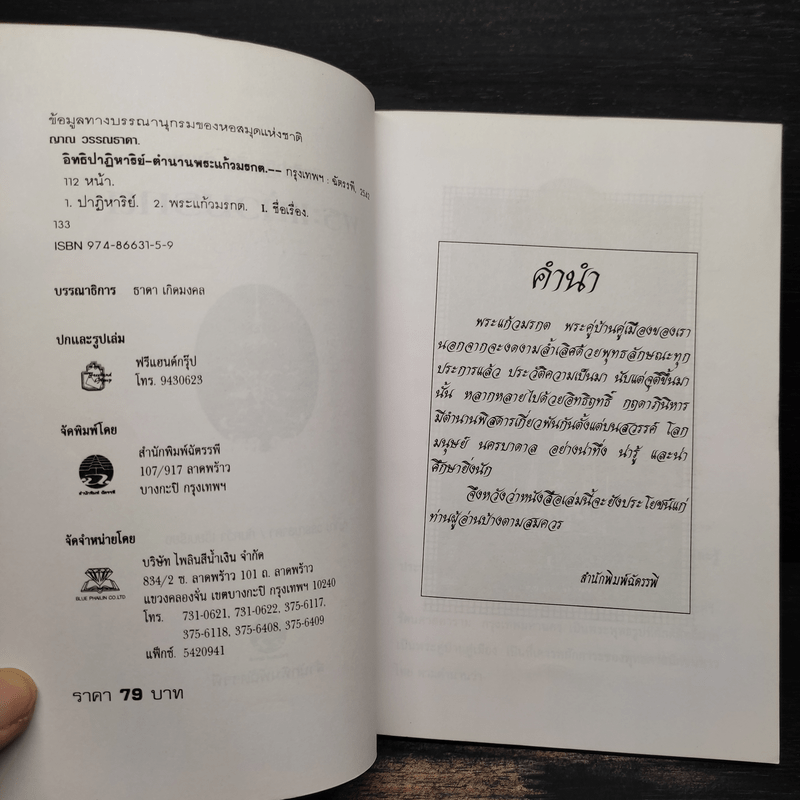 ข้อมูลทางบรรณานุกรมของหอสมุดแห่งชาติ
ญาณ วรรณธาดา.
อิทธิปาฏิหาริย์-ตำนานพระแก้วมรกต.-- กรุงเทพฯ : ฉัตรรพี,
112 หน้า.
1. ปาฏิหาริย์. 2. พระแก้วมรกต. I. ชื่อเรื่อง.
133
ISBN 974-86631-5-9
บรรณาธิการ ธาดา เกิดมงคล
ปกและรูปเล่ม
ฟรีแฮนด์กรุ๊ป
โทร. 9430623
จัดพิมพ์โดย
สำนักพิมพ์ฉัตรรพี
107/917 ลาดพร้าว
บางกะปิ กรุงเทพฯ
สำนักพิมพ์ ฉัตรรพี
จัดจำหน่ายโดย
บริษัท ไพลินสีน้ำเงิน จำกัด
834/2 ซ. ลาดพร้าว 101 ถ. ลาดพร้าว
แขวงคลองจั่น เขตบางกะปิ กรุงเทพฯ 10240
โทร. 731-0621, 731-0622, 375-6117,
375-6118, 375-6408, 375-6409
แฟ็กซ์. 5420941
BLUE PHAILIN CO.LTD
ราคา 79 บาท
คำนำ
พระแก้วมรกต พระคู่บ้านคู่เมืองของเรา
นอกจากจะงดงามล้ำเลิศด้วยพุทธลักษณะทุก
ประการแล้ว ประวัติความเป็นมา นับแต่จุติขึ้นมา
นั้น หลากหลายไปด้วยอิทธิฤทธิ์ กฤดาภินิหาร
มีตำนานพิสดารเกี่ยวพันกันตั้งแต่บนสวรรค์ โลก
มนุษย์ นครบาดาล อย่างน่าทึ่ง น่ารู้ และน่า
ศึกษายิ่งนัก
จึงหวังว่าหนังสือเล่มนี้จะยังประโยชน์แก่
ท่านผู้อ่านบ้างตามสมควร
สำนักพิมพ์ฉัตรรพี